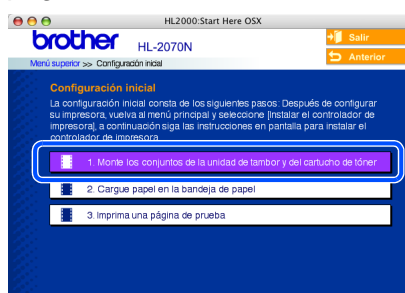 HL2000:Start Here OSX
brother
HL-2070N
Salir
Anterior
Menú superior >> Configuración inicial
Configuración inicial
La configuración inicial consta de los siguientes pasos: Después de configurar
su impresora, vuelva al menú principal y seleccione [Instalar el controlador de
impresora], a continuación siga las instrucciones en pantalla para instalar el
controlador de impresora.
1. Monte los conjuntos de la unidad de tambor y del cartucho de tóner
2. Cargue papel en la bandeja de papel
3. Imprima una página de prueba